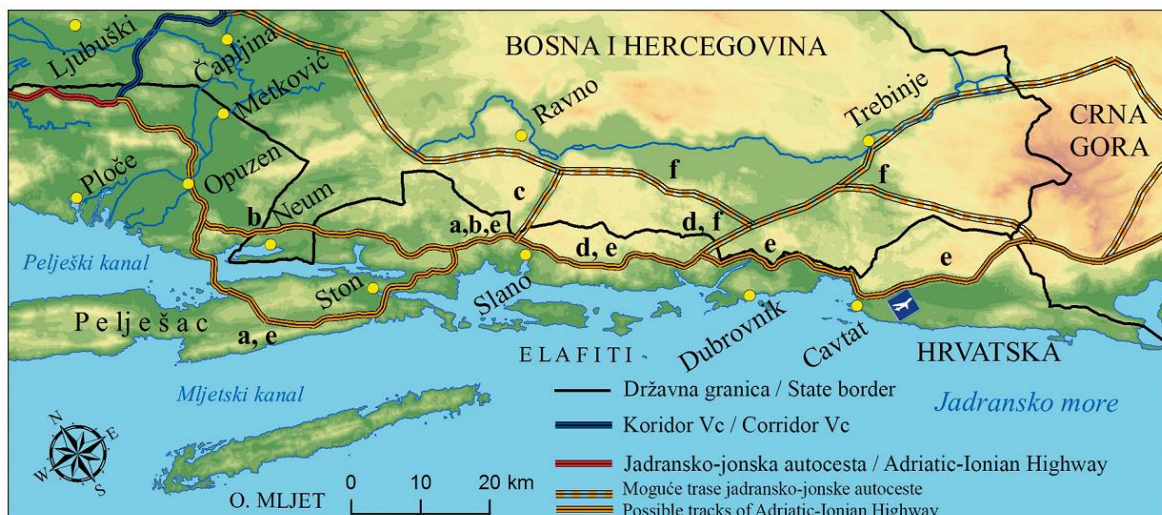 BOSNA I HERCEGOVINA
Ljubuški
Čapljina
Metković
Ravno
Trebinje
CRNA
GORA
Ploče
Opuzen
Neum
b
c
f
f
a,b,e
d, f
d, e
e
e
Pelješki kanal
Ston
Slano
Pelješac
a, e
Dubrovnik
Cavtat
HRVATSKA
ELAFITI
Mljetski kanal
Jadransko more
N
E
S
W
O. MLJET
0 10 20 km
Državna granica / State border
Koridor Vc / Corridor Vc
Jadransko-jonska autocesta / Adriatic-Ionian Highway
Moguće trase jadransko-jonske autoceste
Possible tracks of Adriatic-Ionian Highway